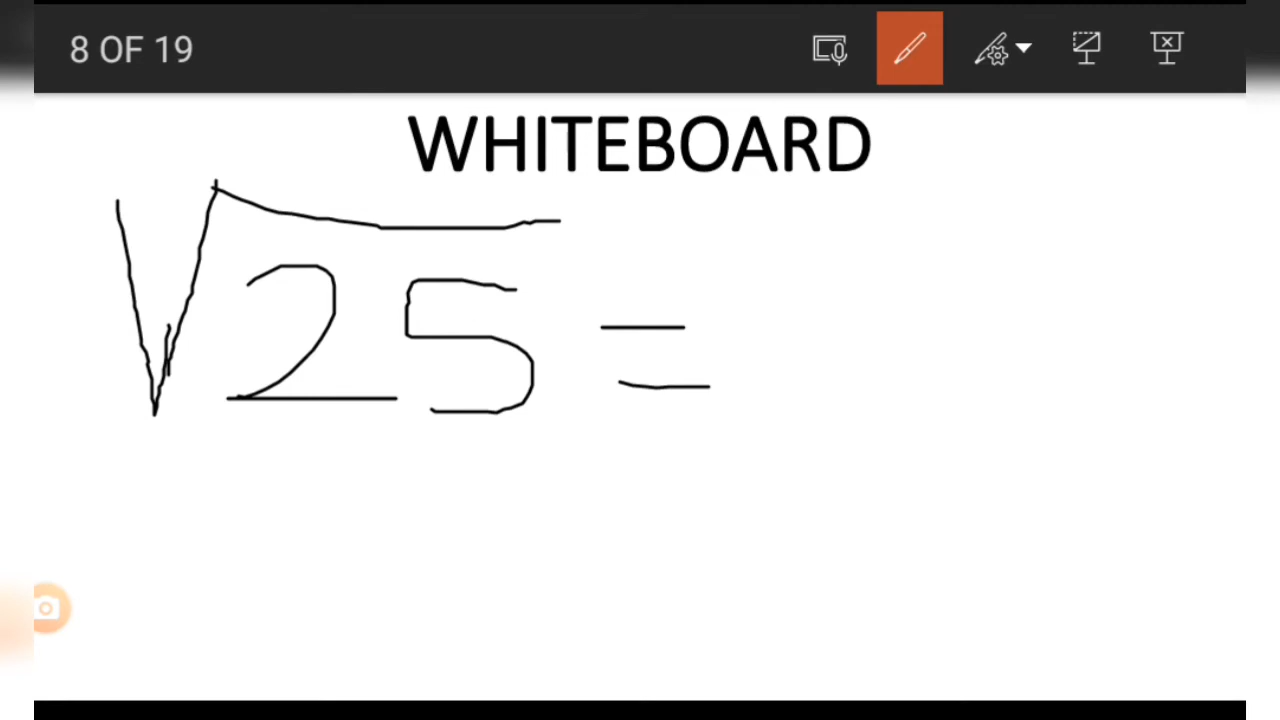 8 OF 19
WHITEBOARD
√25 =